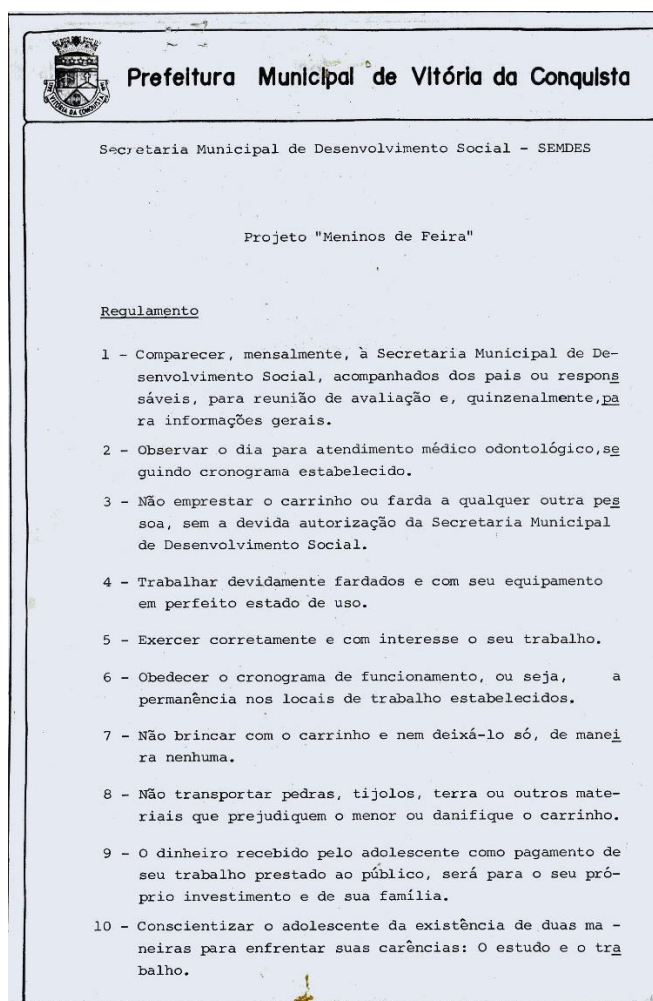 Prefeitura Municipal de Vitória da Conquista
VITÓRIA DA CONQUISTA
Secretaria Municipal de Desenvolvimento Social - SEMDES
Projeto "Meninos de Feira"
Regulamento
1 - Comparecer, mensalmente, à Secretaria Municipal de De-
senvolvimento Social, acompanhados dos pais ou respons
sáveis, para reunião de avaliação e, quinzenalmente,pa
ra informações gerais.
2 - Observar o dia para atendimento médico odontológico,se
guindo cronograma estabelecido.
3 - Não emprestar o carrinho ou farda a qualquer outra pes
soa, sem a devida autorização da Secretaria Municipal
de Desenvolvimento Social.
4 - Trabalhar devidamente fardados e com seu equipamento
em perfeito estado de uso.
5 - Exercer corretamente e com interesse o seu trabalho.
6 - Obedecer o cronograma de funcionamento, ou seja, a
permanência nos locais de trabalho estabelecidos.
7 - Não brincar com o carrinho e nem deixá-lo só, de manei
ra nenhuma.
8 - Não transportar pedras, tijolos, terra ou outros mate-
riais que prejudiquem o menor ou danifique o carrinho.
9 - O dinheiro recebido pelo adolescente como pagamento de
seu trabalho prestado ao público, será para o seu pró-
prio investimento e de sua família.
10 - Conscientizar o adolescente da existência de duas ma -
neiras para enfrentar suas carências: O estudo e o tra
balho.